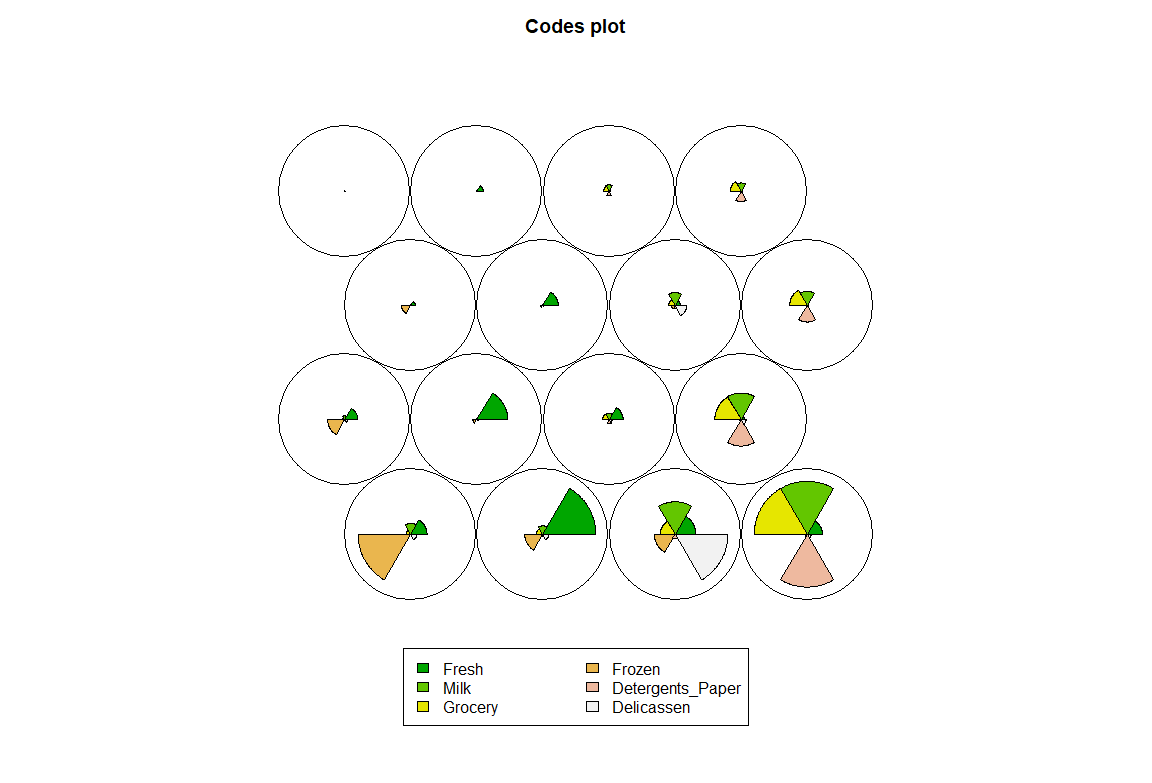 Codes plot
Fresh
Milk
Grocery
Frozen
Detergents_Paper
Delicassen